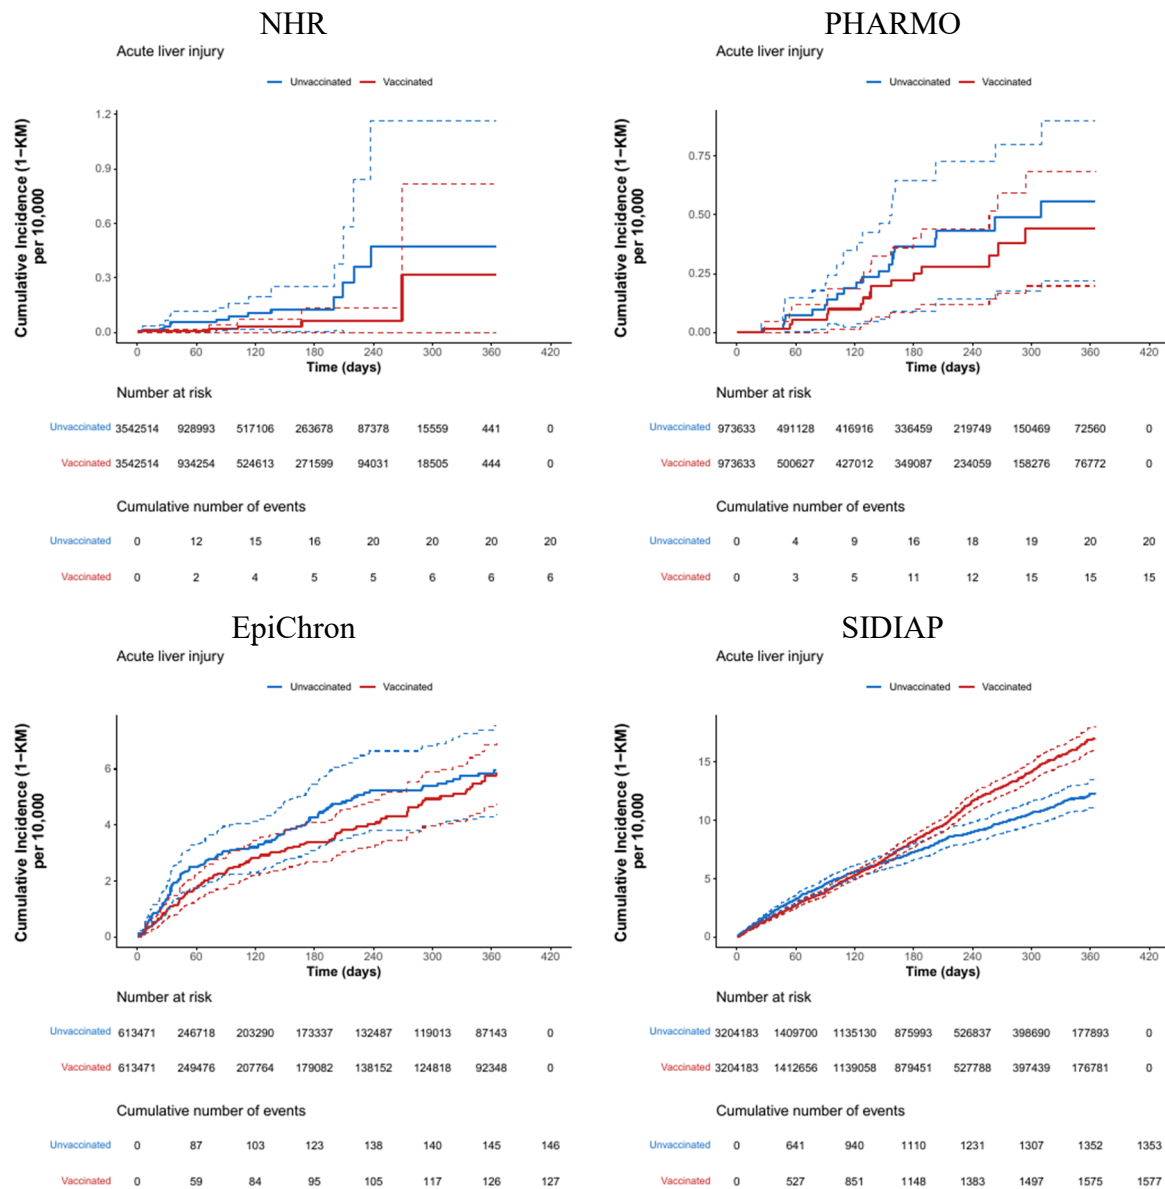 NHR
Acute liver injury
Unvaccinated Vaccinated
Cumulative Incidence (1−KM)
per 10,000
1.2
0.9
0.6
0.3
0.0
0 60 120 180 240 300 360 420
Time (days)
Number at risk
Unvaccinated 3542514 928993 517106 263678 87378 15559 441 0
Vaccinated 3542514 934254 524613 271599 94031 18505 444 0
Cumulative number of events
Unvaccinated 0 12 15 16 20 20 20 20
Vaccinated 0 2 4 5 5 6 6 6
PHARMO
Acute liver injury
Unvaccinated Vaccinated
Cumulative Incidence (1−KM)
per 10,000
0.75
0.50
0.25
0.00
0 60 120 180 240 300 360 420
Time (days)
Number at risk
Unvaccinated 973633 491128 416916 336459 219749 150469 72560 0
Vaccinated 973633 500627 427012 349087 234059 158276 76772 0
Cumulative number of events
Unvaccinated 0 4 9 16 18 19 20 20
Vaccinated 0 3 5 11 12 15 15 15
EpiChron
Acute liver injury
Unvaccinated Vaccinated
Cumulative Incidence (1−KM)
per 10,000
6
4
2
0
0 60 120 180 240 300 360 420
Time (days)
Number at risk
Unvaccinated 613471 246718 203290 173337 132487 119013 87143 0
Vaccinated 613471 249476 207764 179082 138152 124818 92348 0
Cumulative number of events
Unvaccinated 0 87 103 123 138 140 145 146
Vaccinated 0 59 84 95 105 117 126 127
SIDIAP
Acute liver injury
Unvaccinated Vaccinated
Cumulative Incidence (1−KM)
per 10,000
15
10
5
0
0 60 120 180 240 300 360 420
Time (days)
Number at risk
Unvaccinated 3204183 1409700 1135130 875993 526837 398690 177893 0
Vaccinated 3204183 1412656 1139058 879451 527788 397439 176781 0
Cumulative number of events
Unvaccinated 0 641 940 1110 1231 1307 1352 1353
Vaccinated 0 527 851 1148 1383 1497 1575 1577